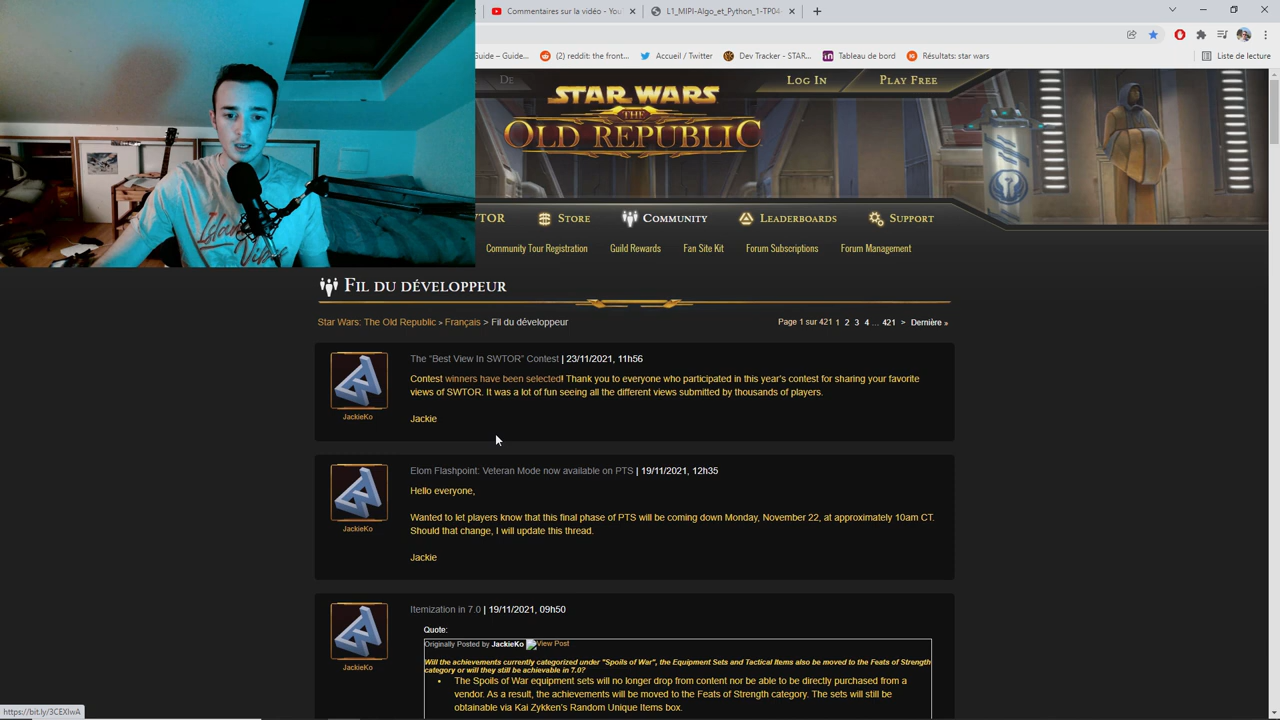 Commentaires sur la vidéo - You
L1_MIPI-Algo_et_Python_1-TP04
Guide – Guide...
(2) reddit: the front...
Accueil / Twitter
Dev Tracker - STAR...
Tableau de bord
Résultats: star wars
Liste de lecture
DE
LOG IN
PLAY FREE
STAR WARS
THE
OLD REPUBLIC
WTOR
STORE
COMMUNITY
LEADERBOARDS
SUPPORT
Community Tour Registration
Guild Rewards
Fan Site Kit
Forum Subscriptions
Forum Management
Island
Vibe
FIL DU DÉVELOPPEUR
Star Wars: The Old Republic > Français > Fil du développeur
Page 1 sur 421 1 2 3 4 ... 421 > Dernière »
The “Best View In SWTOR” Contest | 23/11/2021, 11h56
Contest winners have been selected! Thank you to everyone who participated in this year’s contest for sharing your favorite
views of SWTOR. It was a lot of fun seeing all the different views submitted by thousands of players.
JackieKo
Jackie
Elom Flashpoint: Veteran Mode now available on PTS | 19/11/2021, 12h35
Hello everyone,
Wanted to let players know that this final phase of PTS will be coming down Monday, November 22, at approximately 10am CT.
Should that change, I will update this thread.
JackieKo
Jackie
Itemization in 7.0 | 19/11/2021, 09h50
Quote:
Originally Posted by JackieKo View Post
JackieKo
Will the achievements currently categorized under "Spoils of War", the Equipment Sets and Tactical Items also be moved to the Feats of Strength
category or will they still be achievable in 7.0?
• The Spoils of War equipment sets will no longer drop from content nor be able to be directly purchased from a
vendor. As a result, the achievements will be moved to the Feats of Strength category. The sets will still be
obtainable via Kai Zykken’s Random Unique Items box.
https://bit.ly/3CEXIwA